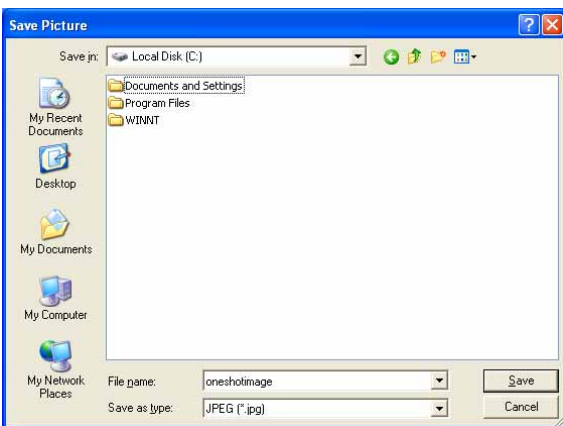 Save Picture
Save in: Local Disk (C:)
Documents and Settings
Program Files
WINNT
My Recent
Documents
Desktop
My Documents
My Computer
My Network
Places
File name: oneshotimage
Save
Save as type: JPEG (*.jpg)
Cancel